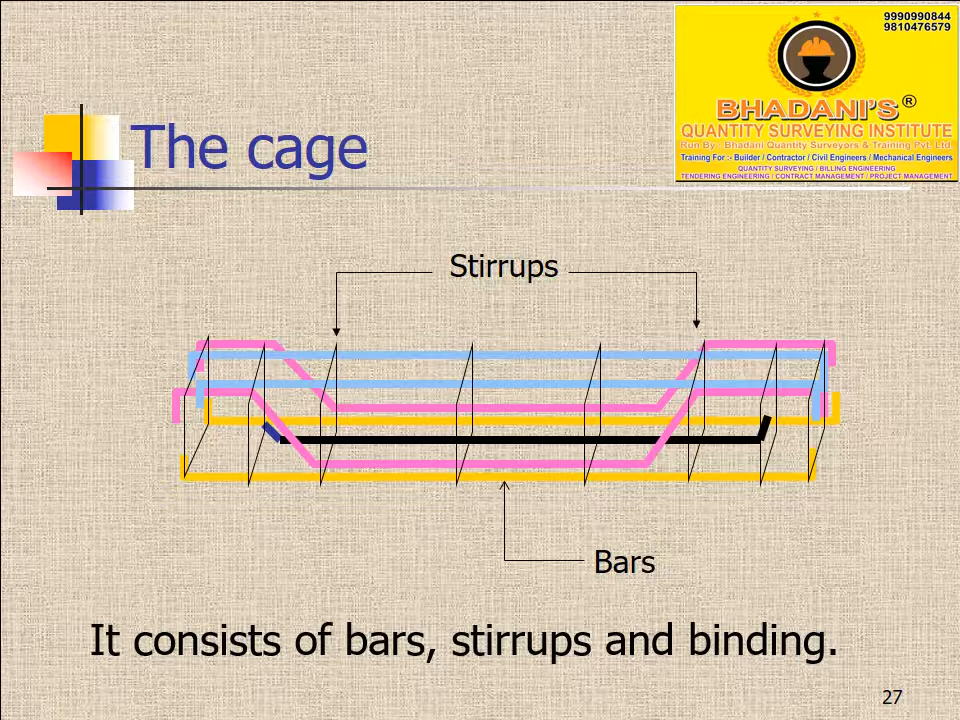 9990990844
9810476579
BHADANI'S®
QUANTITY SURVEYING INSTITUTE
Run By:- Bhadani Quantity Surveyors & Training Pvt. Ltd.
Training For :- Builder / Contractor / Civil Engineers / Mechanical Engineers
QUANTITY SURVEYING / BILLING ENGINEERING
TENDERING ENGINEERING / CONTRACT MANAGEMENT / PROJECT MANAGEMENT
The cage
Stirrups
Bars
It consists of bars, stirrups and binding.
27